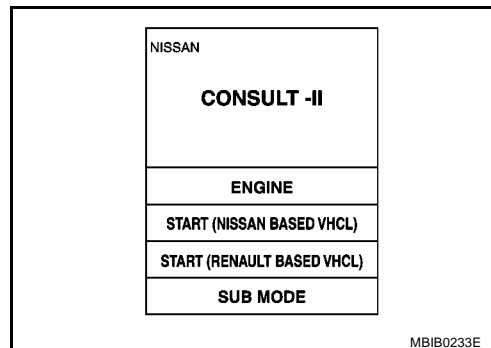 NISSAN
CONSULT -II
ENGINE
START (NISSAN BASED VHCL)
START (RENAULT BASED VHCL)
SUB MODE
MBIB0233E